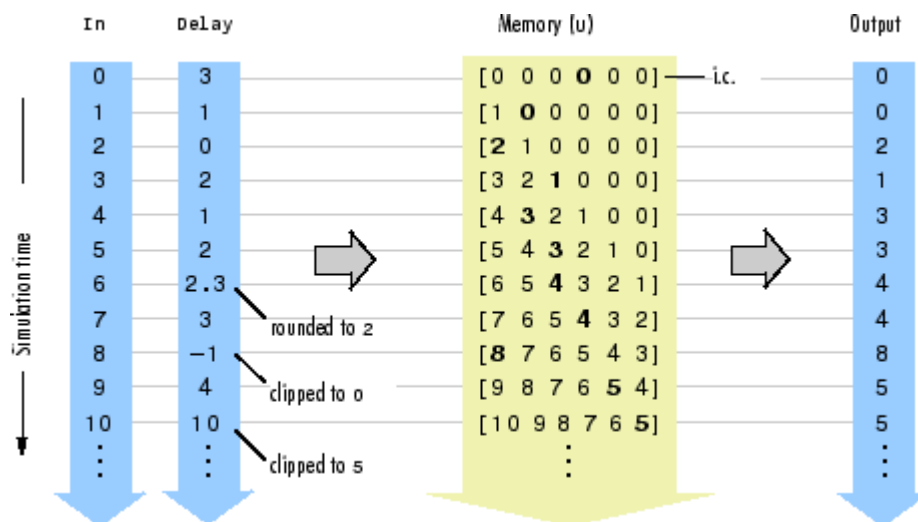 In Delay Memory (u) Output
0 3 [0 0 0 0 0 0] i.c. 0
1 1 [1 0 0 0 0 0] 0
2 0 [2 1 0 0 0 0] 2
3 2 [3 2 1 0 0 0] 1
4 1 [4 3 2 1 0 0] 3
5 2 [5 4 3 2 1 0] 3
6 2.3 [6 5 4 3 2 1] 4
rounded to 2
7 3 [7 6 5 4 3 2] 4
8 −1 [8 7 6 5 4 3] 8
clipped to 0
9 4 [9 8 7 6 5 4] 5
10 10 [10 9 8 7 6 5] 5
clipped to 5
Simulation time